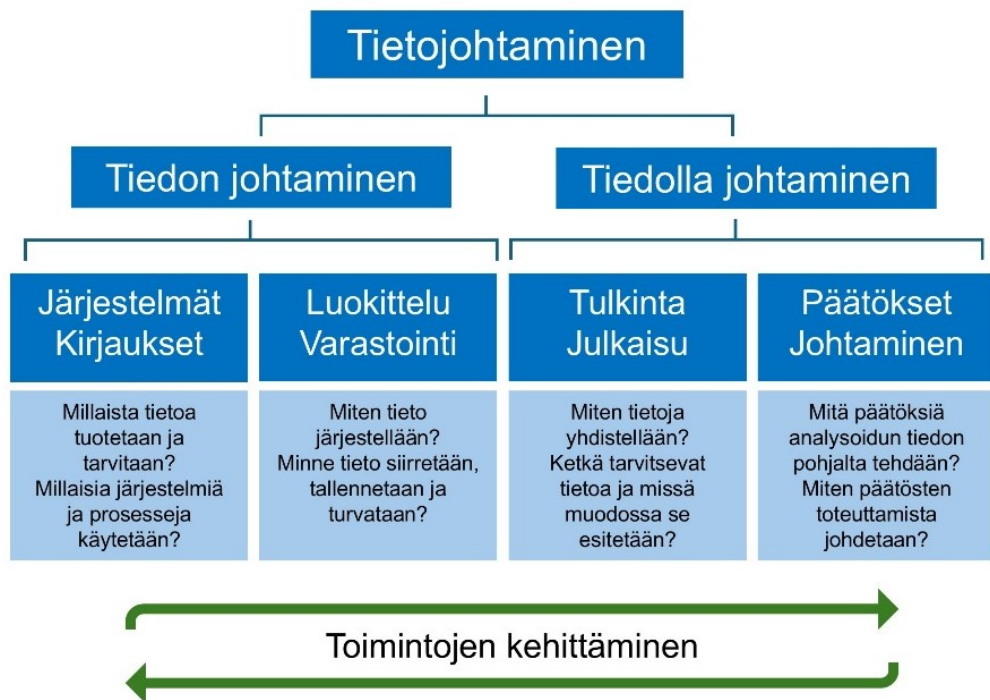 Tietojohtaminen
Tiedon johtaminen
Tiedolla johtaminen
Järjestelmät
Kirjaukset
Luokittelu
Varastointi
Tulkinta
Julkaisu
Päätökset
Johtaminen
Millaista tietoa
tuotetaan ja
tarvitaan?
Millaisia järjestelmiä
ja prosesseja
käytetään?
Miten tieto
järjestellään?
Minne tieto siirretään,
tallennetaan ja
turvataan?
Miten tietoja
yhdistellään?
Ketkä tarvitsevat
tietoa ja missä
muodossa se
esitetään?
Mitä päätöksiä
analysoidun tiedon
pohjalta tehdään?
Miten päätösten
toteuttamista
johdetaan?
Toimintojen kehittäminen